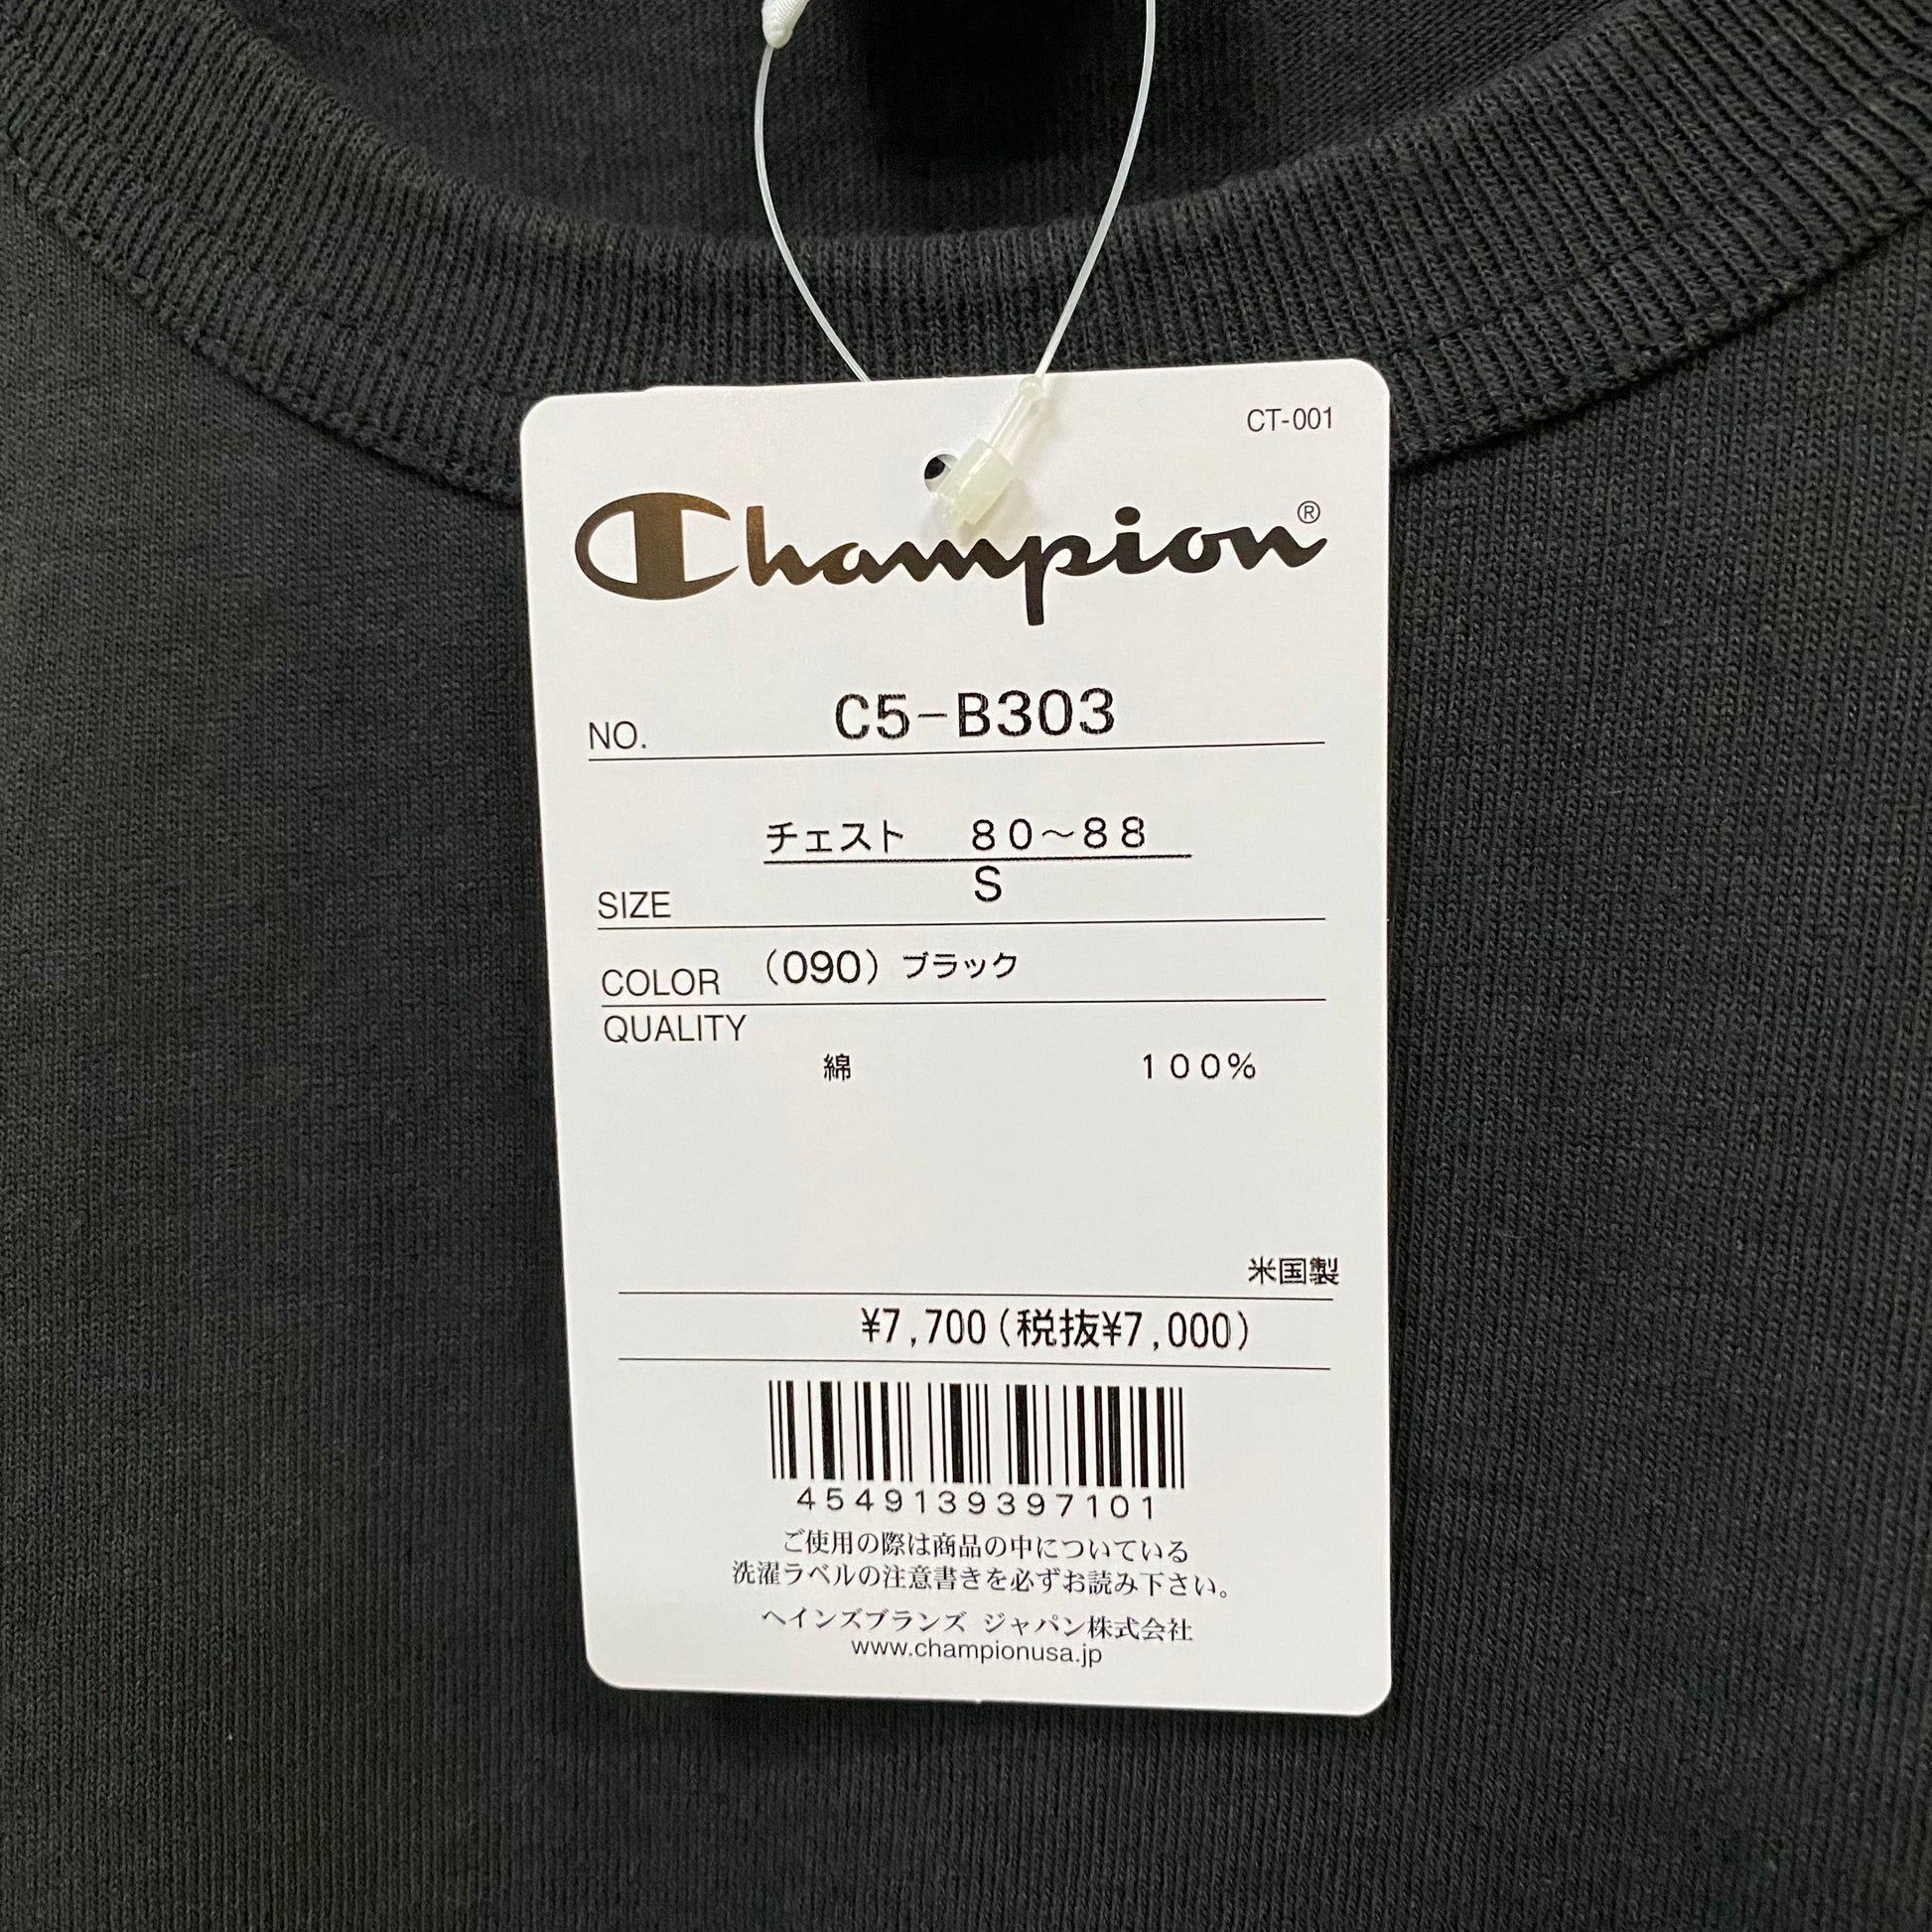 CT-001
Champion®
NO. C5-B303
チェスト 80〜88
SIZE S
COLOR (090) ブラック
QUALITY
綿 100%
米国製
¥7,700(税抜¥7,000)
4549139397101
ご使用の際は商品の中についている
洗濯ラベルの注意書きを必ずお読み下さい。
ヘインズブランズ ジャパン株式会社
www.championusa.jp